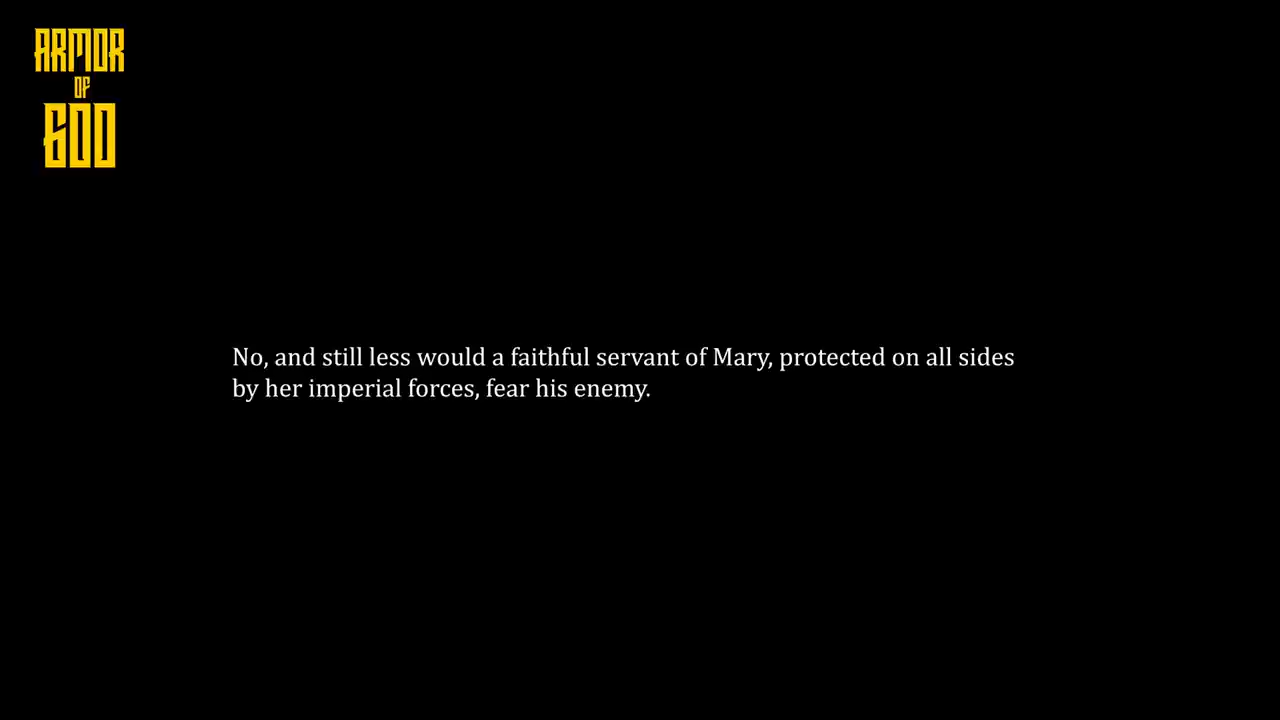 ARMOR
OF
GOD
No, and still less would a faithful servant of Mary, protected on all sides
by her imperial forces, fear his enemy.